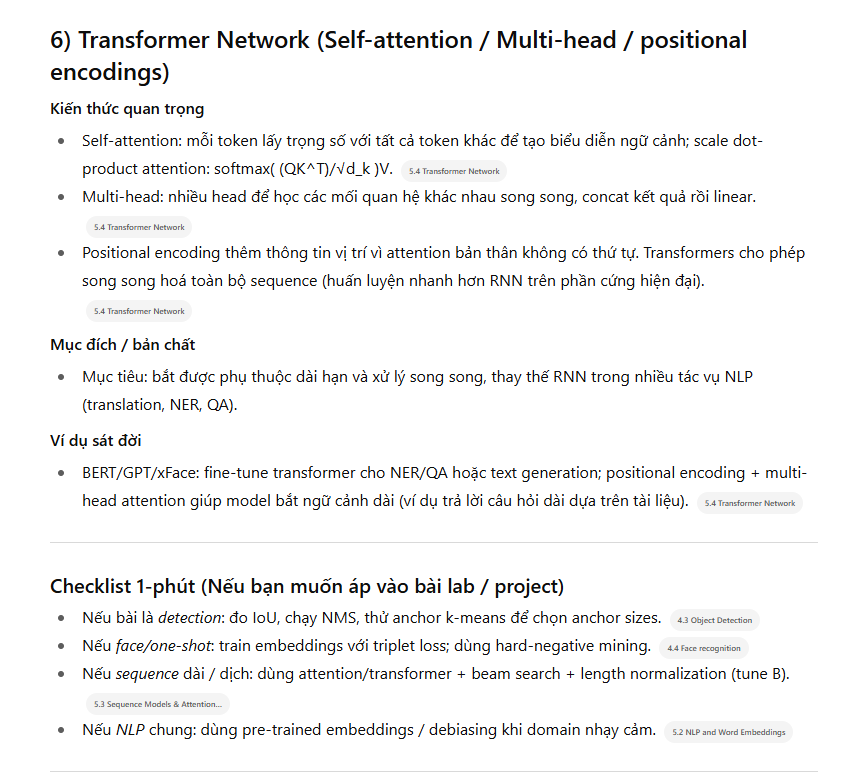 6) Transformer Network (Self-attention / Multi-head / positional
encodings)
Kiến thức quan trọng
Self-attention: mỗi token lấy trọng số với tất cả token khác để tạo biểu diễn ngữ cảnh; scale dot-
product attention: softmax( (QK^T)/√d_k )V. 5.4 Transformer Network
Multi-head: nhiều head để học các mối quan hệ khác nhau song song, concat kết quả rồi linear.
5.4 Transformer Network
Positional encoding thêm thông tin vị trí vì attention bản thân không có thứ tự. Transformers cho phép
song song hoá toàn bộ sequence (huấn luyện nhanh hơn RNN trên phần cứng hiện đại).
5.4 Transformer Network
Mục đích / bản chất
Mục tiêu: bắt được phụ thuộc dài hạn và xử lý song song, thay thế RNN trong nhiều tác vụ NLP
(translation, NER, QA).
Ví dụ sát đời
BERT/GPT/xFace: fine-tune transformer cho NER/QA hoặc text generation; positional encoding + multi-
head attention giúp model bắt ngữ cảnh dài (ví dụ trả lời câu hỏi dài dựa trên tài liệu). 5.4 Transformer Network
Checklist 1-phút (Nếu bạn muốn áp vào bài lab / project)
Nếu bài là detection: đo IoU, chạy NMS, thử anchor k-means để chọn anchor sizes. 4.3 Object Detection
Nếu face/one-shot: train embeddings với triplet loss; dùng hard-negative mining. 4.4 Face recognition
Nếu sequence dài / dịch: dùng attention/transformer + beam search + length normalization (tune B).
5.3 Sequence Models & Attention...
Nếu NLP chung: dùng pre-trained embeddings / debiasing khi domain nhạy cảm. 5.2 NLP and Word Embeddings